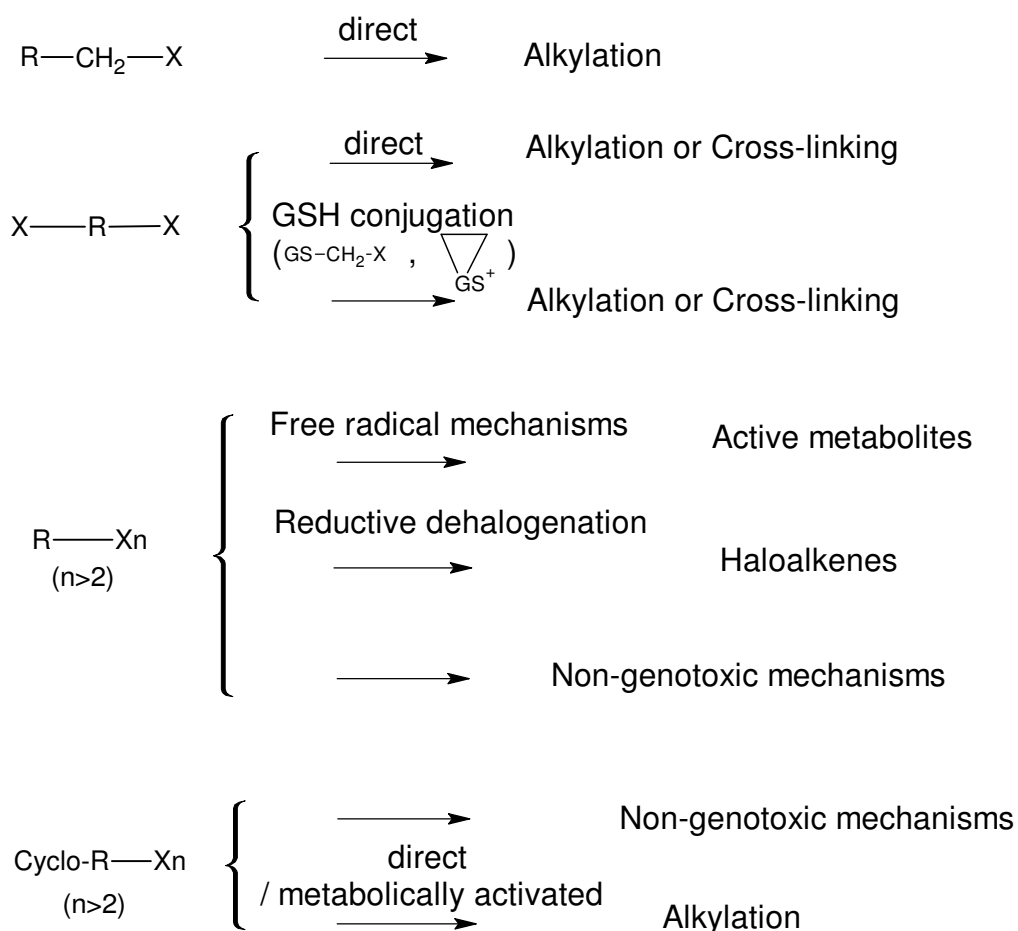 direct
R—CH₂—X
Alkylation
direct
Alkylation or Cross-linking
X—R—X
GSH conjugation
(GS-CH₂-X , GS⁺)
Alkylation or Cross-linking
Free radical mechanisms
Active metabolites
Reductive dehalogenation
R—Xn
(n>2)
Haloalkenes
Non-genotoxic mechanisms
Non-genotoxic mechanisms
Cyclo-R—Xn
(n>2)
direct
/ metabolically activated
Alkylation